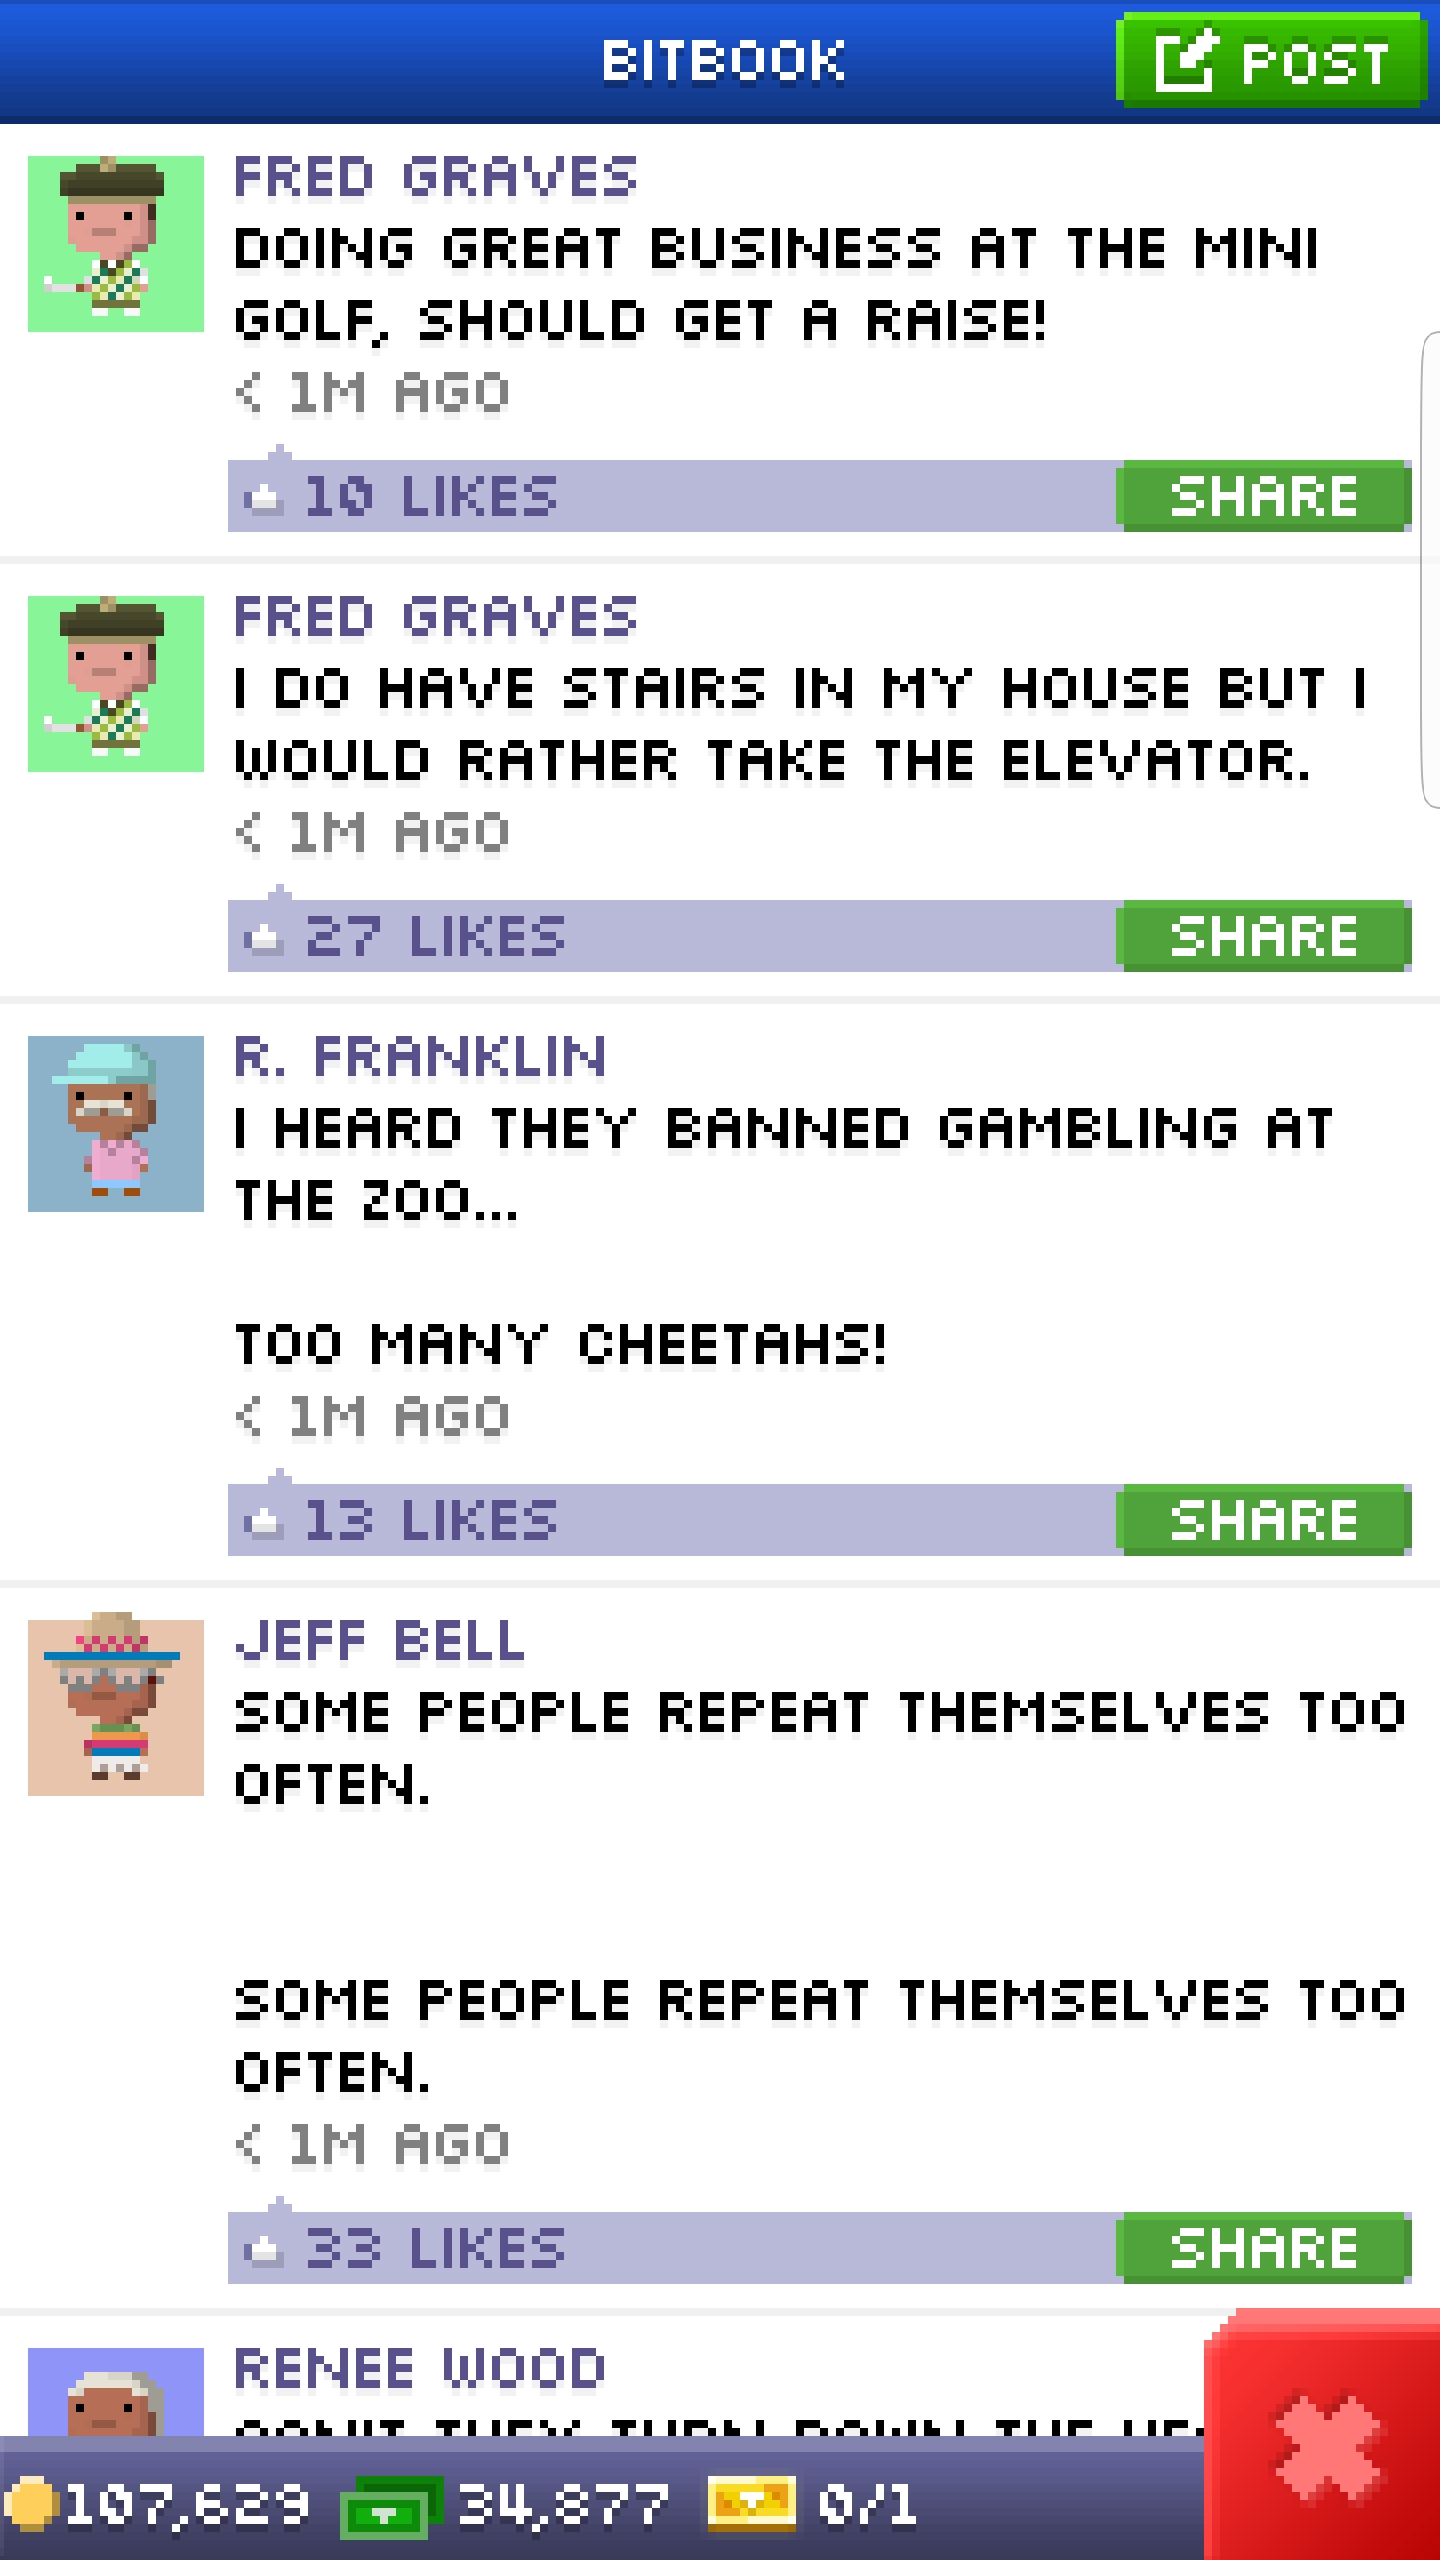 BITBOOK
POST
FRED GRAVES
DOING GREAT BUSINESS AT THE MINI
GOLF, SHOULD GET A RAISE!
< 1M AGO
10 LIKES
SHARE
FRED GRAVES
I DO HAVE STAIRS IN MY HOUSE BUT I
WOULD RATHER TAKE THE ELEVATOR.
< 1M AGO
27 LIKES
SHARE
R. FRANKLIN
I HEARD THEY BANNED GAMBLING AT
THE ZOO...
TOO MANY CHEETAHS!
< 1M AGO
13 LIKES
SHARE
JEFF BELL
SOME PEOPLE REPEAT THEMSELVES TOO
OFTEN.
SOME PEOPLE REPEAT THEMSELVES TOO
OFTEN.
< 1M AGO
33 LIKES
SHARE
RENEE WOOD
THEY TURN DOWN THE
107,629
34,877
0/1